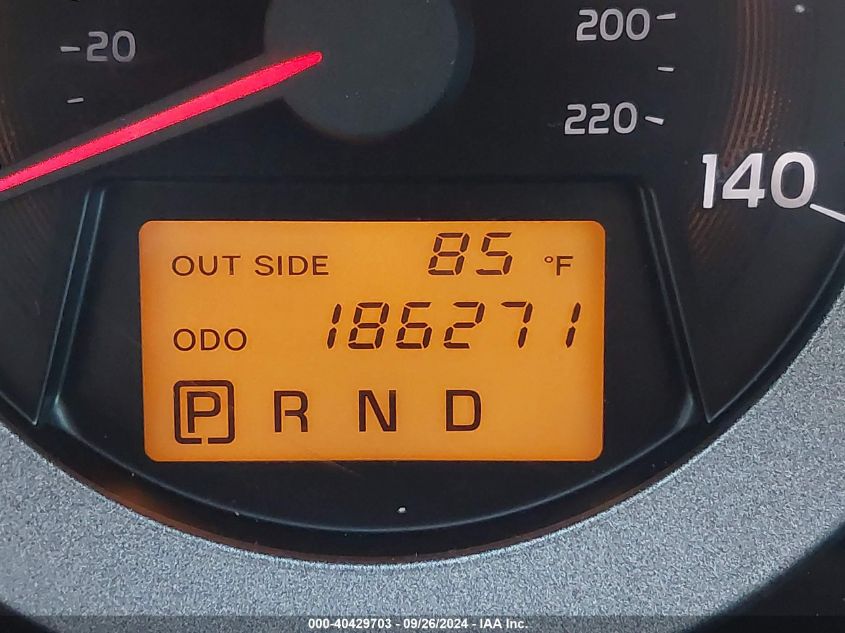 20
200
220
140
OUT SIDE 85 °F
ODO 186271
P R N D
000-40429703 - 09/26/2024 - IAA Inc.